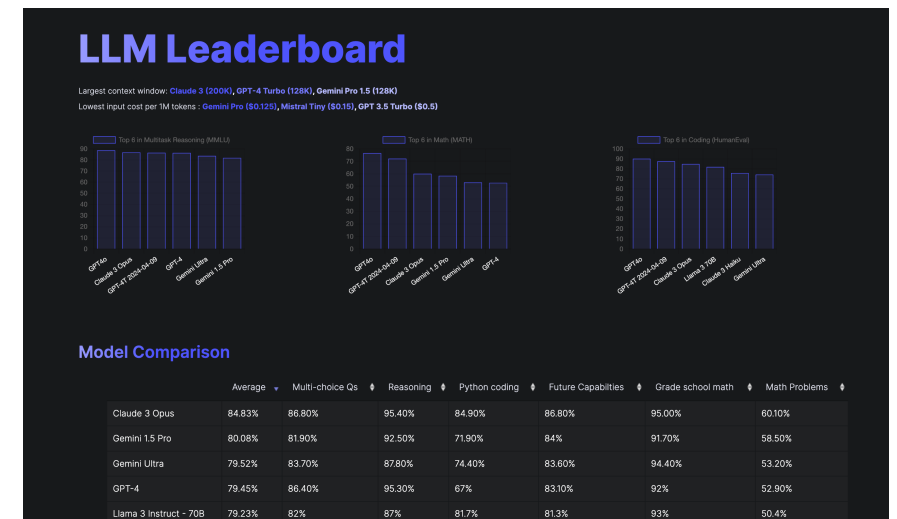 LLM Leaderboard
Largest context window: Claude 3 (200K), GPT-4 Turbo (128K), Gemini Pro 1.5 (128K)
Lowest input cost per 1M tokens : Gemini Pro ($0.125), Mistral Tiny ($0.15), GPT 3.5 Turbo ($0.5)
Top 6 in Multitask Reasoning (MMLU)
90
80
70
60
50
40
30
20
10
0
GPT4o
Claude 3 Opus
GPT-4T 2024-04-09
GPT-4
Gemini Ultra
Gemini 1.5 Pro
Top 6 in Math (MATH)
80
70
60
50
40
30
20
10
0
GPT4o
GPT-4T 2024-04-09
Claude 3 Opus
Gemini 1.5 Pro
Gemini Ultra
GPT-4
Top 6 in Coding (HumanEval)
100
90
80
70
60
50
40
30
20
10
0
GPT4o
GPT-4T 2024-04-09
Claude 3 Opus
Llama 3 70B
Claude 3 Haiku
Gemini Ultra
Model Comparison
Average Multi-choice Qs Reasoning Python coding Future Capabilties Grade school math Math Problems
Claude 3 Opus 84.83% 86.80% 95.40% 84.90% 86.80% 95.00% 60.10%
Gemini 1.5 Pro 80.08% 81.90% 92.50% 71.90% 84% 91.70% 58.50%
Gemini Ultra 79.52% 83.70% 87.80% 74.40% 83.60% 94.40% 53.20%
GPT-4 79.45% 86.40% 95.30% 67% 83.10% 92% 52.90%
Llama 3 Instruct - 70B 79.23% 82% 87% 81.7% 81.3% 93% 50.4%